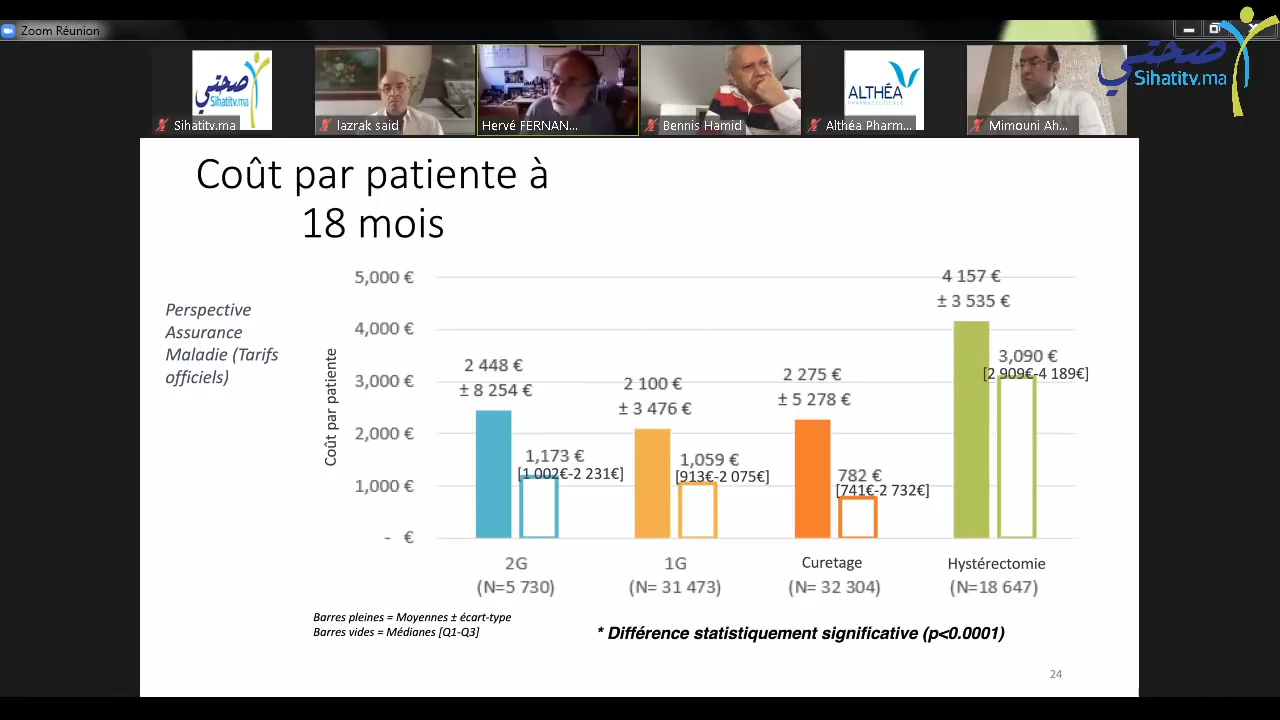 Zoom Réunion
صحتي
Sihatitv.ma
صحتي
Sihatitv.ma
ALTHÉA
PHARMACEUTICALS
Sihatitv.ma
lazrak said
Hervé FERNAN...
Bennis Hamid
Althéa Pharm...
Mimouni Ah...
Coût par patiente à
18 mois
Perspective
Assurance
Maladie (Tarifs
officiels)
Coût par patiente
5,000 €
4,000 €
3,000 €
2,000 €
1,000 €
- €
2 448 €
± 8 254 €
1,173 €
[1 002€-2 231€]
2 100 €
± 3 476 €
1,059 €
[913€-2 075€]
2 275 €
± 5 278 €
782 €
[741€-2 732€]
4 157 €
± 3 535 €
3,090 €
[2 909€-4 189€]
2G
(N=5 730)
1G
(N= 31 473)
Curetage
(N= 32 304)
Hystérectomie
(N=18 647)
Barres pleines = Moyennes ± écart-type
Barres vides = Médianes [Q1-Q3]
* Différence statistiquement significative (p<0.0001)
24